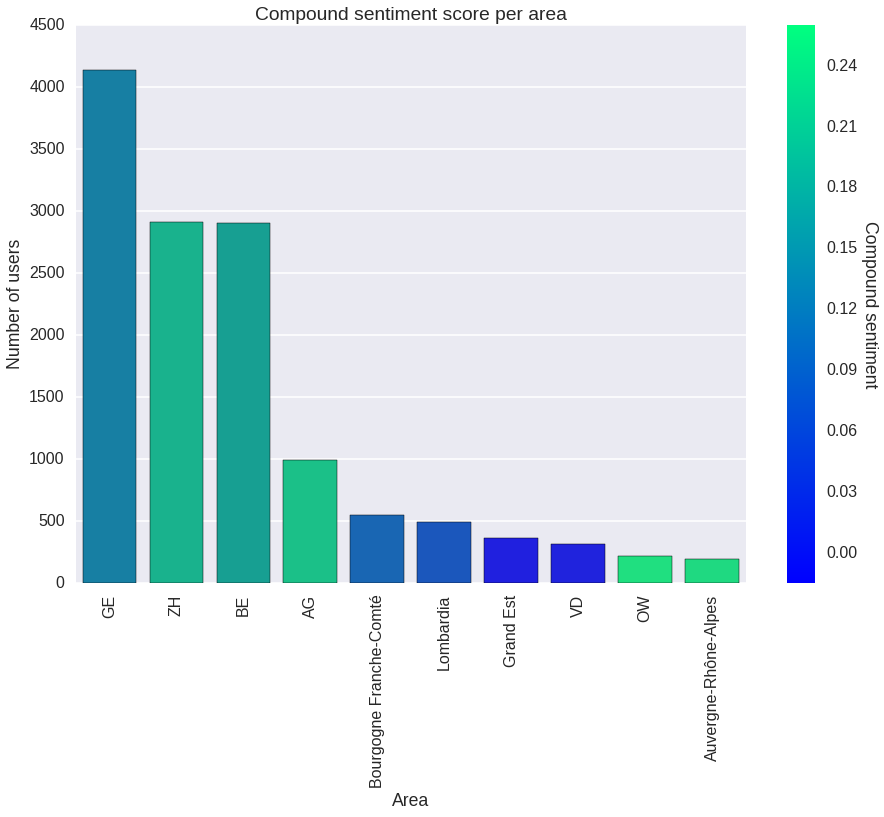 Compound sentiment score per area
4500
4000
3500
3000
2500
2000
1500
1000
500
0
Number of users
GE
ZH
BE
AG
Bourgogne Franche-Comté
Lombardia
Grand Est
VD
OW
Auvergne-Rhône-Alpes
Area
0.24
0.21
0.18
0.15
0.12
0.09
0.06
0.03
0.00
Compound sentiment